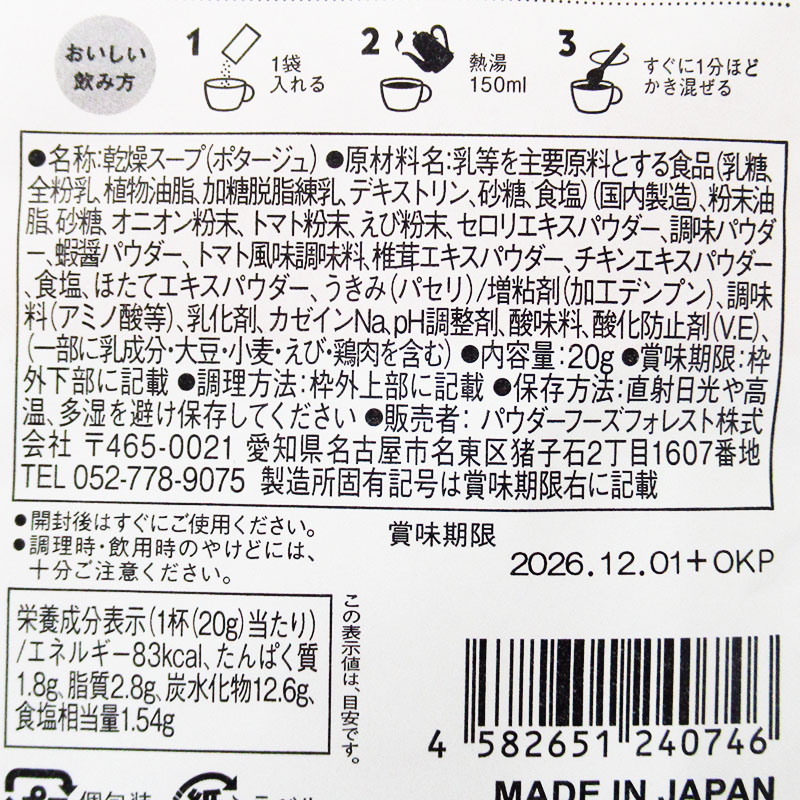 おいしい
飲み方
1
1袋
入れる
2
熱湯
150ml
3
すぐに1分ほど
かき混ぜる
●名称:乾燥スープ(ポタージュ) ●原材料名:乳等を主要原料とする食品(乳糖、
全粉乳、植物油脂、加糖脱脂練乳、デキストリン、砂糖、食塩)(国内製造)、粉末油
脂、砂糖、オニオン粉末、トマト粉末、えび粉末、セロリエキスパウダー、調味パウダ
ー、蝦醤パウダー、トマト風味調味料、椎茸エキスパウダー、チキンエキスパウダー
、食塩、ほたてエキスパウダー、うきみ(パセリ)/増粘剤(加工デンプン)、調味
料(アミノ酸等)、乳化剤、カゼインNa、pH調整剤、酸味料、酸化防止剤(V.E)、
(一部に乳成分・大豆・小麦・えび・鶏肉を含む) ●内容量:20g ●賞味期限:枠
外下部に記載 ●調理方法:枠外上部に記載 ●保存方法:直射日光や高
温、多湿を避け保存してください ●販売者: パウダーフーズフォレスト株式
会社 〒465-0021 愛知県名古屋市名東区猪子石2丁目1607番地
TEL 052-778-9075 製造所固有記号は賞味期限右に記載
●開封後はすぐにご使用ください。
●調理時・飲用時のやけどには、
十分ご注意ください。
賞味期限
2026.12.01+OKP
栄養成分表示(1杯(20g)当たり)
/エネルギー83kcal、たんぱく質
1.8g、脂質2.8g、炭水化物12.6g、
食塩相当量1.54g
この表示値は、目安です。
4 582651 240746
MADE IN JAPAN
個包装